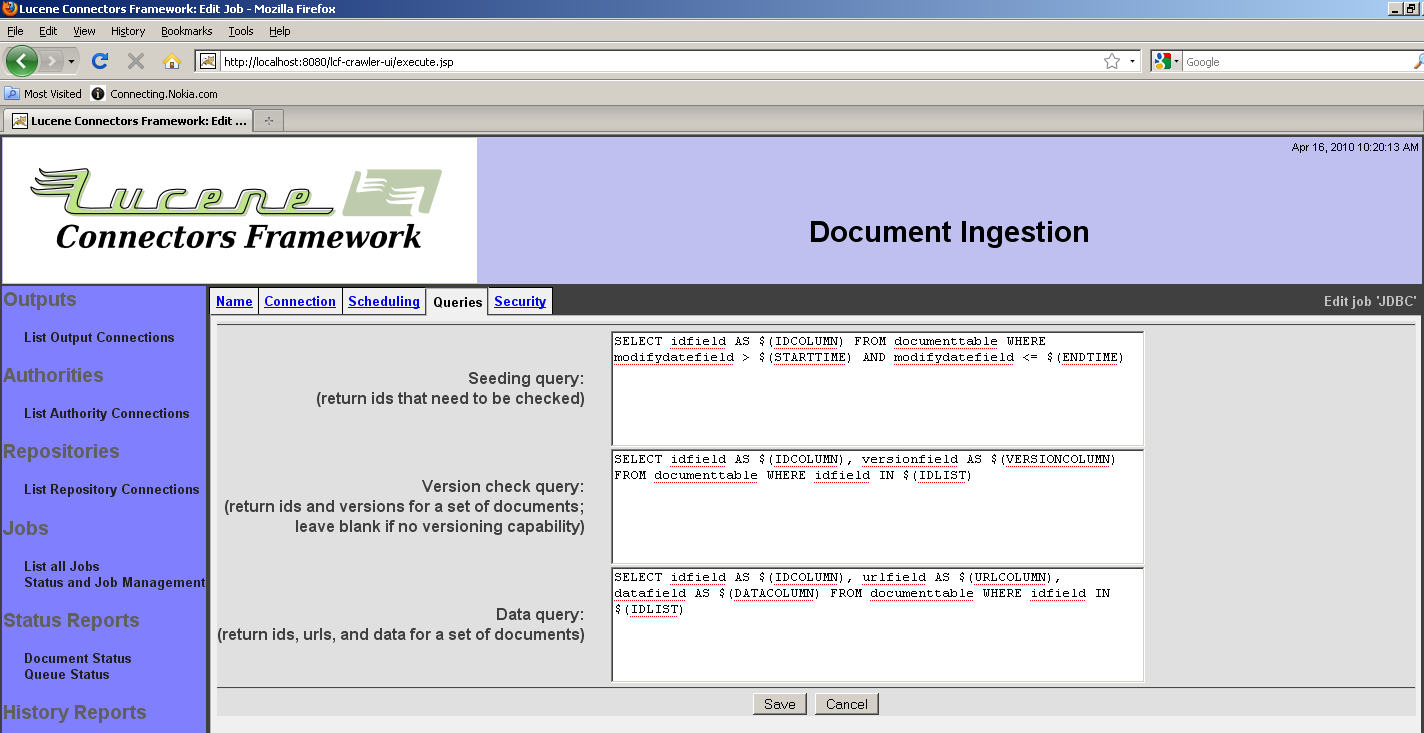 Lucene Connectors Framework: Edit Job - Mozilla Firefox
File Edit View History Bookmarks Tools Help
http://localhost:8080/lcf-crawler-ui/execute.jsp
Google
Most Visited Connecting.Nokia.com
Lucene Connectors Framework: Edit ...
Apr 16, 2010 10:20:13 AM
Lucene
Connectors Framework
Document Ingestion
Outputs
List Output Connections
Authorities
List Authority Connections
Repositories
List Repository Connections
Jobs
List all Jobs
Status and Job Management
Status Reports
Document Status
Queue Status
History Reports
Name Connection Scheduling Queries Security
Edit job 'JDBC'
Seeding query:
(return ids that need to be checked)
SELECT idfield AS $(IDCOLUMN) FROM documenttable WHERE
modifydatefield > $(STARTTIME) AND modifydatefield <= $(ENDTIME)
Version check query:
(return ids and versions for a set of documents;
leave blank if no versioning capability)
SELECT idfield AS $(IDCOLUMN), versionfield AS $(VERSIONCOLUMN)
FROM documenttable WHERE idfield IN $(IDLIST)
Data query:
(return ids, urls, and data for a set of documents)
SELECT idfield AS $(IDCOLUMN), urlfield AS $(URLCOLUMN),
datafield AS $(DATACOLUMN) FROM documenttable WHERE idfield IN
$(IDLIST)
Save Cancel